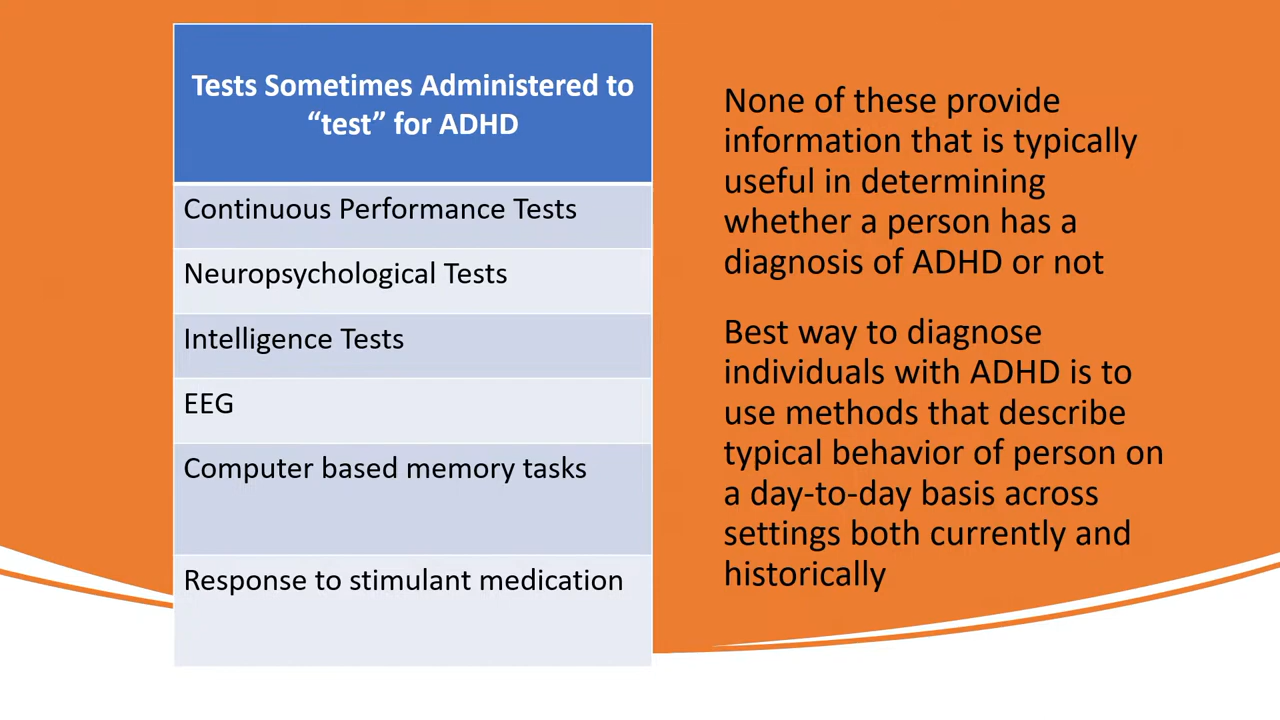 Tests Sometimes Administered to
“test” for ADHD
Continuous Performance Tests
Neuropsychological Tests
Intelligence Tests
EEG
Computer based memory tasks
Response to stimulant medication
None of these provide
information that is typically
useful in determining
whether a person has a
diagnosis of ADHD or not
Best way to diagnose
individuals with ADHD is to
use methods that describe
typical behavior of person on
a day-to-day basis across
settings both currently and
historically